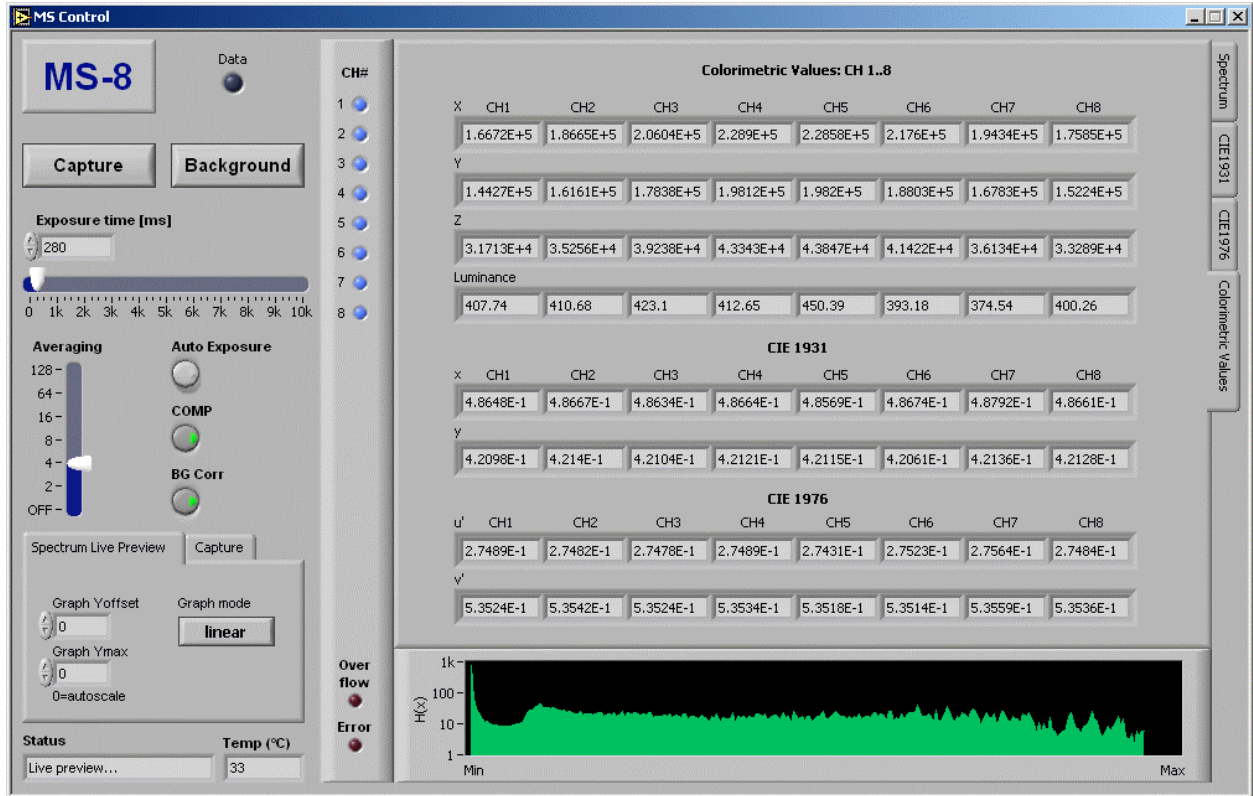 MS Control
MS-8
Data
Capture
Background
Exposure time [ms]
280
0 1k 2k 3k 4k 5k 6k 7k 8k 9k 10k
Averaging
128
64
16
8
4
2
OFF
Auto Exposure
COMP
BG Corr
Spectrum Live Preview
Capture
Graph Yoffset
0
Graph mode
linear
Graph Ymax
0
0=autoscale
Status
Live preview...
Temp (°C)
33
CH#
1
2
3
4
5
6
7
8
Over
flow
Error
Colorimetric Values: CH 1..8
X CH1 CH2 CH3 CH4 CH5 CH6 CH7 CH8
1.6672E+5 1.8665E+5 2.0604E+5 2.289E+5 2.2858E+5 2.176E+5 1.9434E+5 1.7585E+5
Y
1.4427E+5 1.6161E+5 1.7838E+5 1.9812E+5 1.982E+5 1.8803E+5 1.6783E+5 1.5224E+5
Z
3.1713E+4 3.5256E+4 3.9238E+4 4.3343E+4 4.3847E+4 4.1422E+4 3.6134E+4 3.3289E+4
Luminance
407.74 410.68 423.1 412.65 450.39 393.18 374.54 400.26
CIE 1931
x CH1 CH2 CH3 CH4 CH5 CH6 CH7 CH8
4.8648E-1 4.8667E-1 4.8634E-1 4.8664E-1 4.8569E-1 4.8674E-1 4.8792E-1 4.8661E-1
y
4.2098E-1 4.214E-1 4.2104E-1 4.2121E-1 4.2115E-1 4.2061E-1 4.2136E-1 4.2128E-1
CIE 1976
u' CH1 CH2 CH3 CH4 CH5 CH6 CH7 CH8
2.7489E-1 2.7482E-1 2.7478E-1 2.7489E-1 2.7431E-1 2.7523E-1 2.7564E-1 2.7484E-1
v'
5.3524E-1 5.3542E-1 5.3524E-1 5.3534E-1 5.3518E-1 5.3514E-1 5.3559E-1 5.3536E-1
H(x)
1k
100
10
1
Min
Max
Spectrum
CIE1931
CIE1976
Colorimetric Values